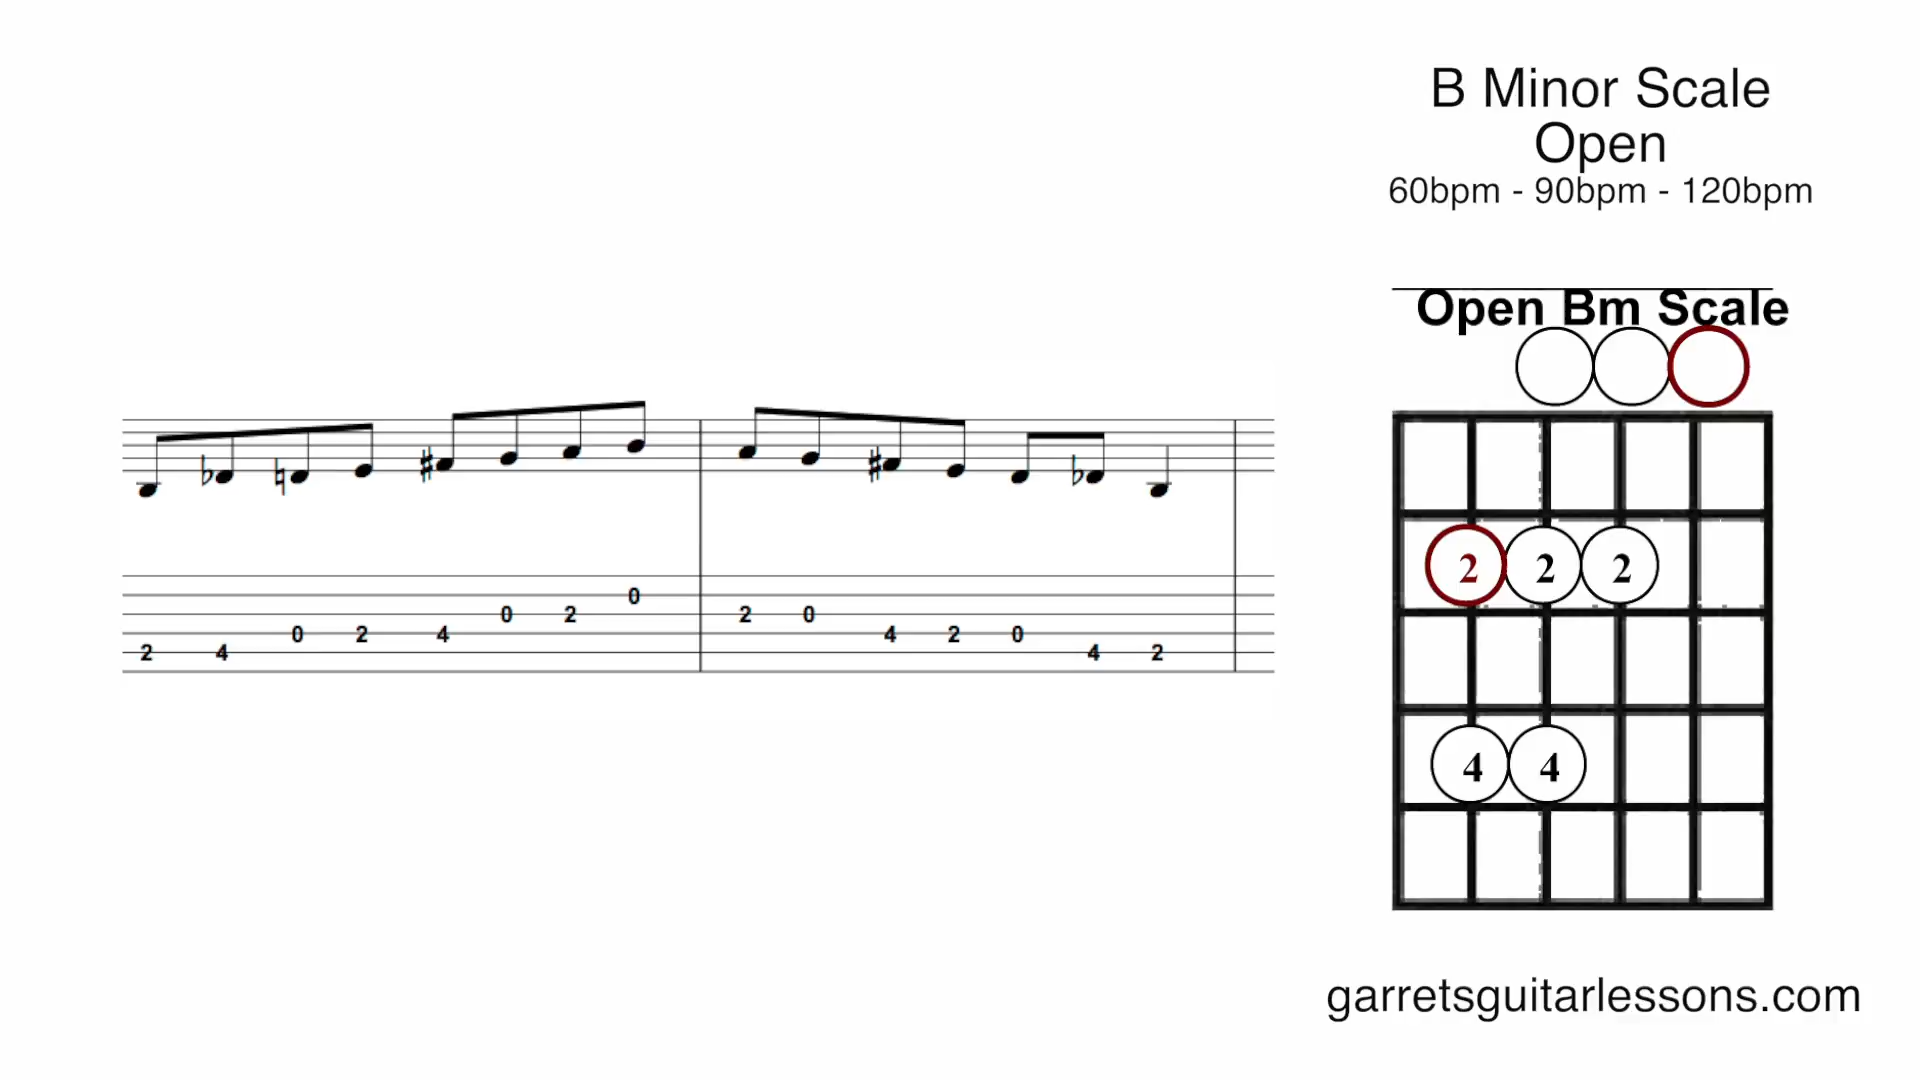 B Minor Scale
Open
60bpm - 90bpm - 120bpm
Open Bm Scale
2 2 2
4 4
0
0 2 2 0
0 2 4 4 2 0
2 4 4 2
garretsguitarlessons.com